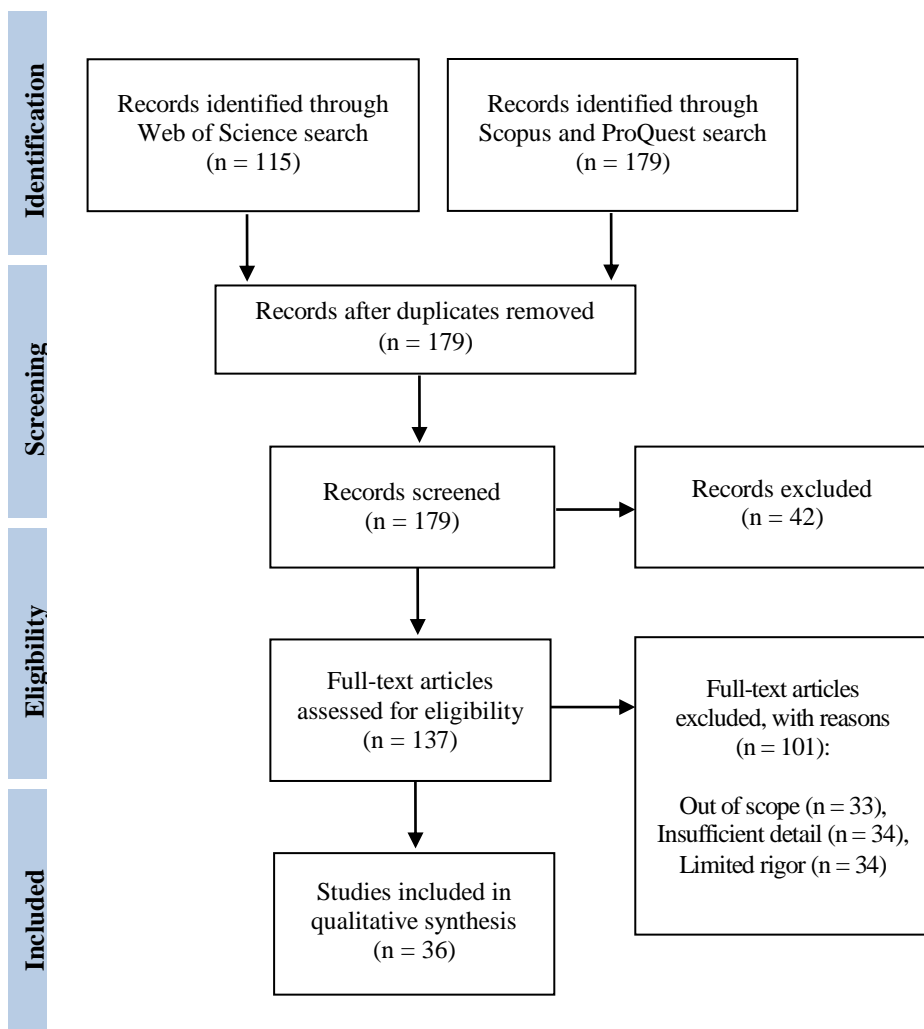 Identification
Records identified through
Web of Science search
(n = 115)
Records identified through
Scopus and ProQuest search
(n = 179)
Screening
Records after duplicates removed
(n = 179)
Records screened
(n = 179)
Records excluded
(n = 42)
Eligibility
Full-text articles
assessed for eligibility
(n = 137)
Full-text articles
excluded, with reasons
(n = 101):
Out of scope (n = 33),
Insufficient detail (n = 34),
Limited rigor (n = 34)
Included
Studies included in
qualitative synthesis
(n = 36)